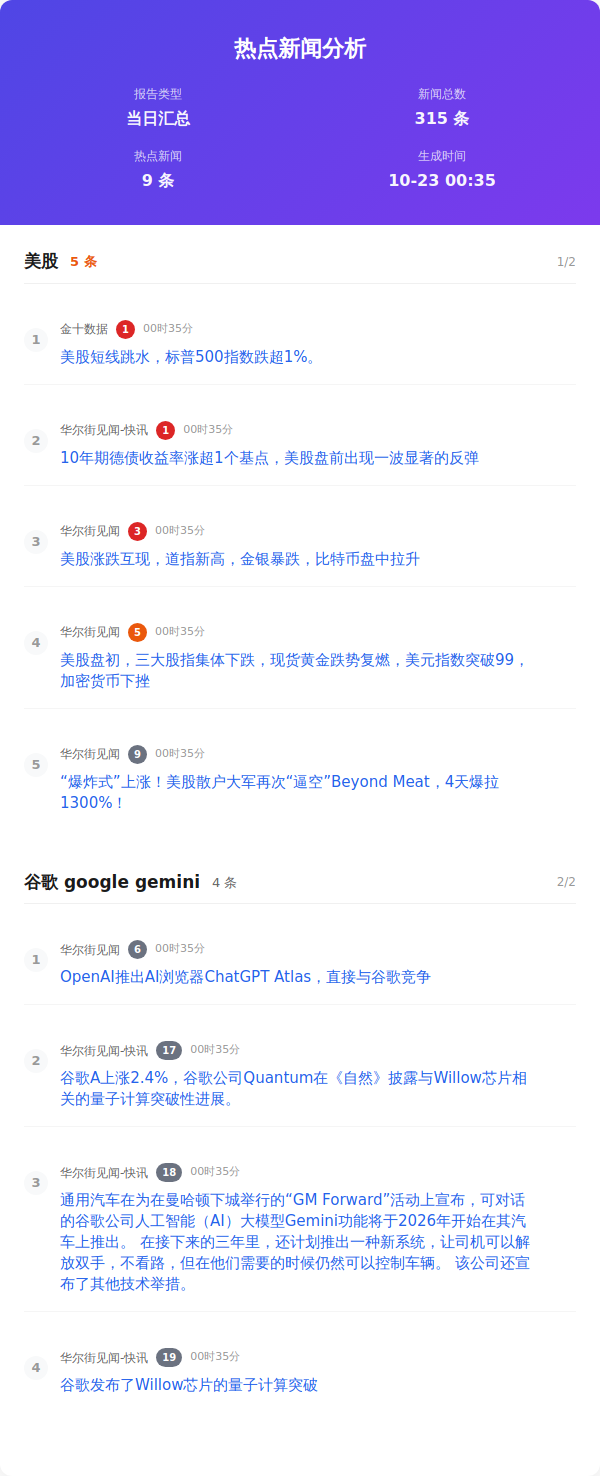 热点新闻分析
报告类型
新闻总数
当日汇总
315 条
热点新闻
生成时间
9 条
10-23 00:35
美股 5 条 1/2
1 金十数据 1 00时35分
美股短线跳水，标普500指数跌超1%。
2 华尔街见闻-快讯 1 00时35分
10年期德债收益率涨超1个基点，美股盘前出现一波显著的反弹
3 华尔街见闻 3 00时35分
美股涨跌互现，道指新高，金银暴跌，比特币盘中拉升
4 华尔街见闻 5 00时35分
美股盘初，三大股指集体下跌，现货黄金跌势复燃，美元指数突破99，
加密货币下挫
5 华尔街见闻 9 00时35分
“爆炸式”上涨！美股散户大军再次“逼空”Beyond Meat，4天爆拉
1300%！
谷歌 google gemini 4 条 2/2
1 华尔街见闻 6 00时35分
OpenAI推出AI浏览器ChatGPT Atlas，直接与谷歌竞争
2 华尔街见闻-快讯 17 00时35分
谷歌A上涨2.4%，谷歌公司Quantum在《自然》披露与Willow芯片相
关的量子计算突破性进展。
3 华尔街见闻-快讯 18 00时35分
通用汽车在为在曼哈顿下城举行的“GM Forward”活动上宣布，可对话
的谷歌公司人工智能（AI）大模型Gemini功能将于2026年开始在其汽
车上推出。 在接下来的三年里，还计划推出一种新系统，让司机可以解
放双手，不看路，但在他们需要的时候仍然可以控制车辆。 该公司还宣
布了其他技术举措。
4 华尔街见闻-快讯 19 00时35分
谷歌发布了Willow芯片的量子计算突破